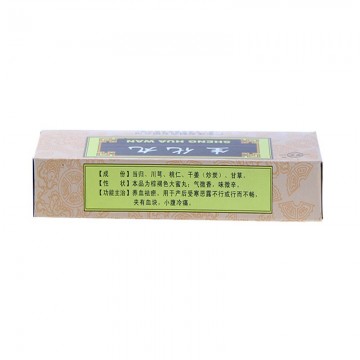 生化丸
SHENG HUA WAN
【成　份】当归、川芎、桃仁、干姜（炒炭）、甘草。
【性　状】本品为棕褐色大蜜丸；气微香，味微辛。
【功能主治】养血祛瘀。用于产后受寒恶露不行或行而不畅，
夹有血块，小腹冷痛。